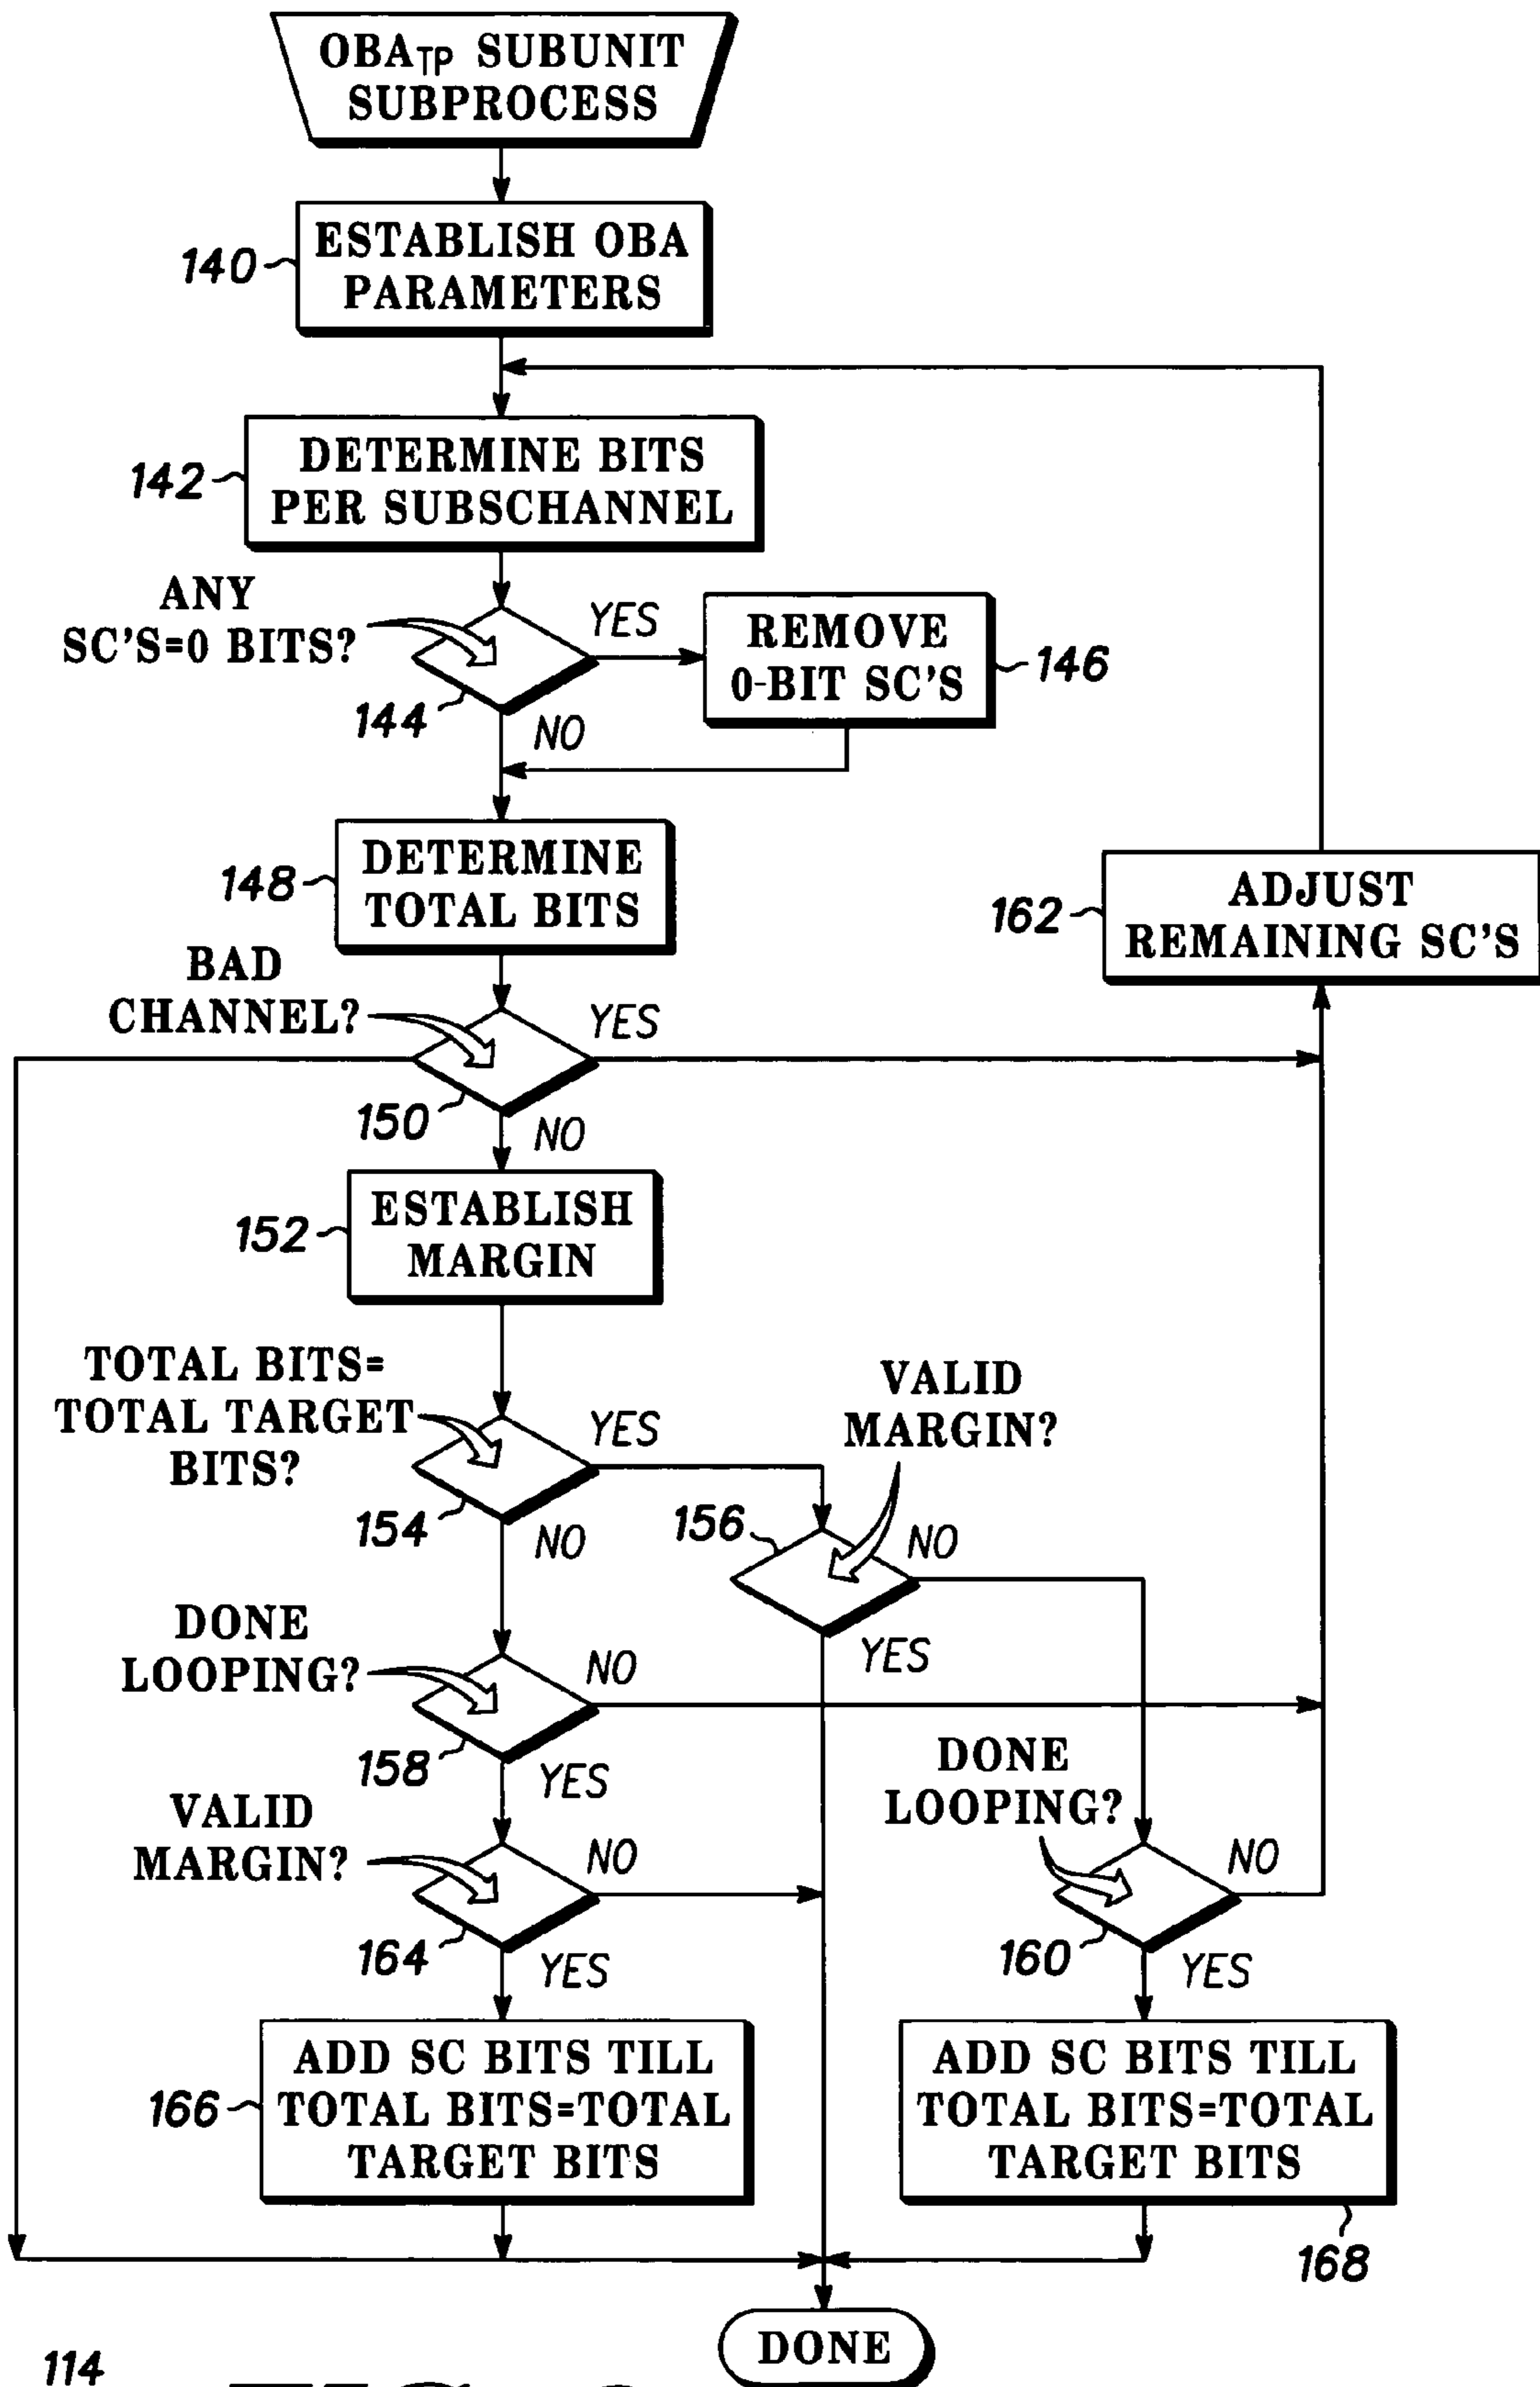 OBATP SUBUNIT
SUBPROCESS
140
ESTABLISH OBA
PARAMETERS
142
DETERMINE BITS
PER SUBSCHANNEL
ANY
SC'S=0 BITS?
144
YES
NO
REMOVE
0-BIT SC'S
146
148
DETERMINE
TOTAL BITS
162
ADJUST
REMAINING SC'S
BAD
CHANNEL?
150
YES
NO
152
ESTABLISH
MARGIN
TOTAL BITS=
TOTAL TARGET
BITS?
154
YES
NO
VALID
MARGIN?
156
NO
YES
DONE
LOOPING?
158
NO
YES
DONE
LOOPING?
160
NO
YES
VALID
MARGIN?
164
NO
YES
166
ADD SC BITS TILL
TOTAL BITS=TOTAL
TARGET BITS
ADD SC BITS TILL
TOTAL BITS=TOTAL
TARGET BITS
168
DONE
114